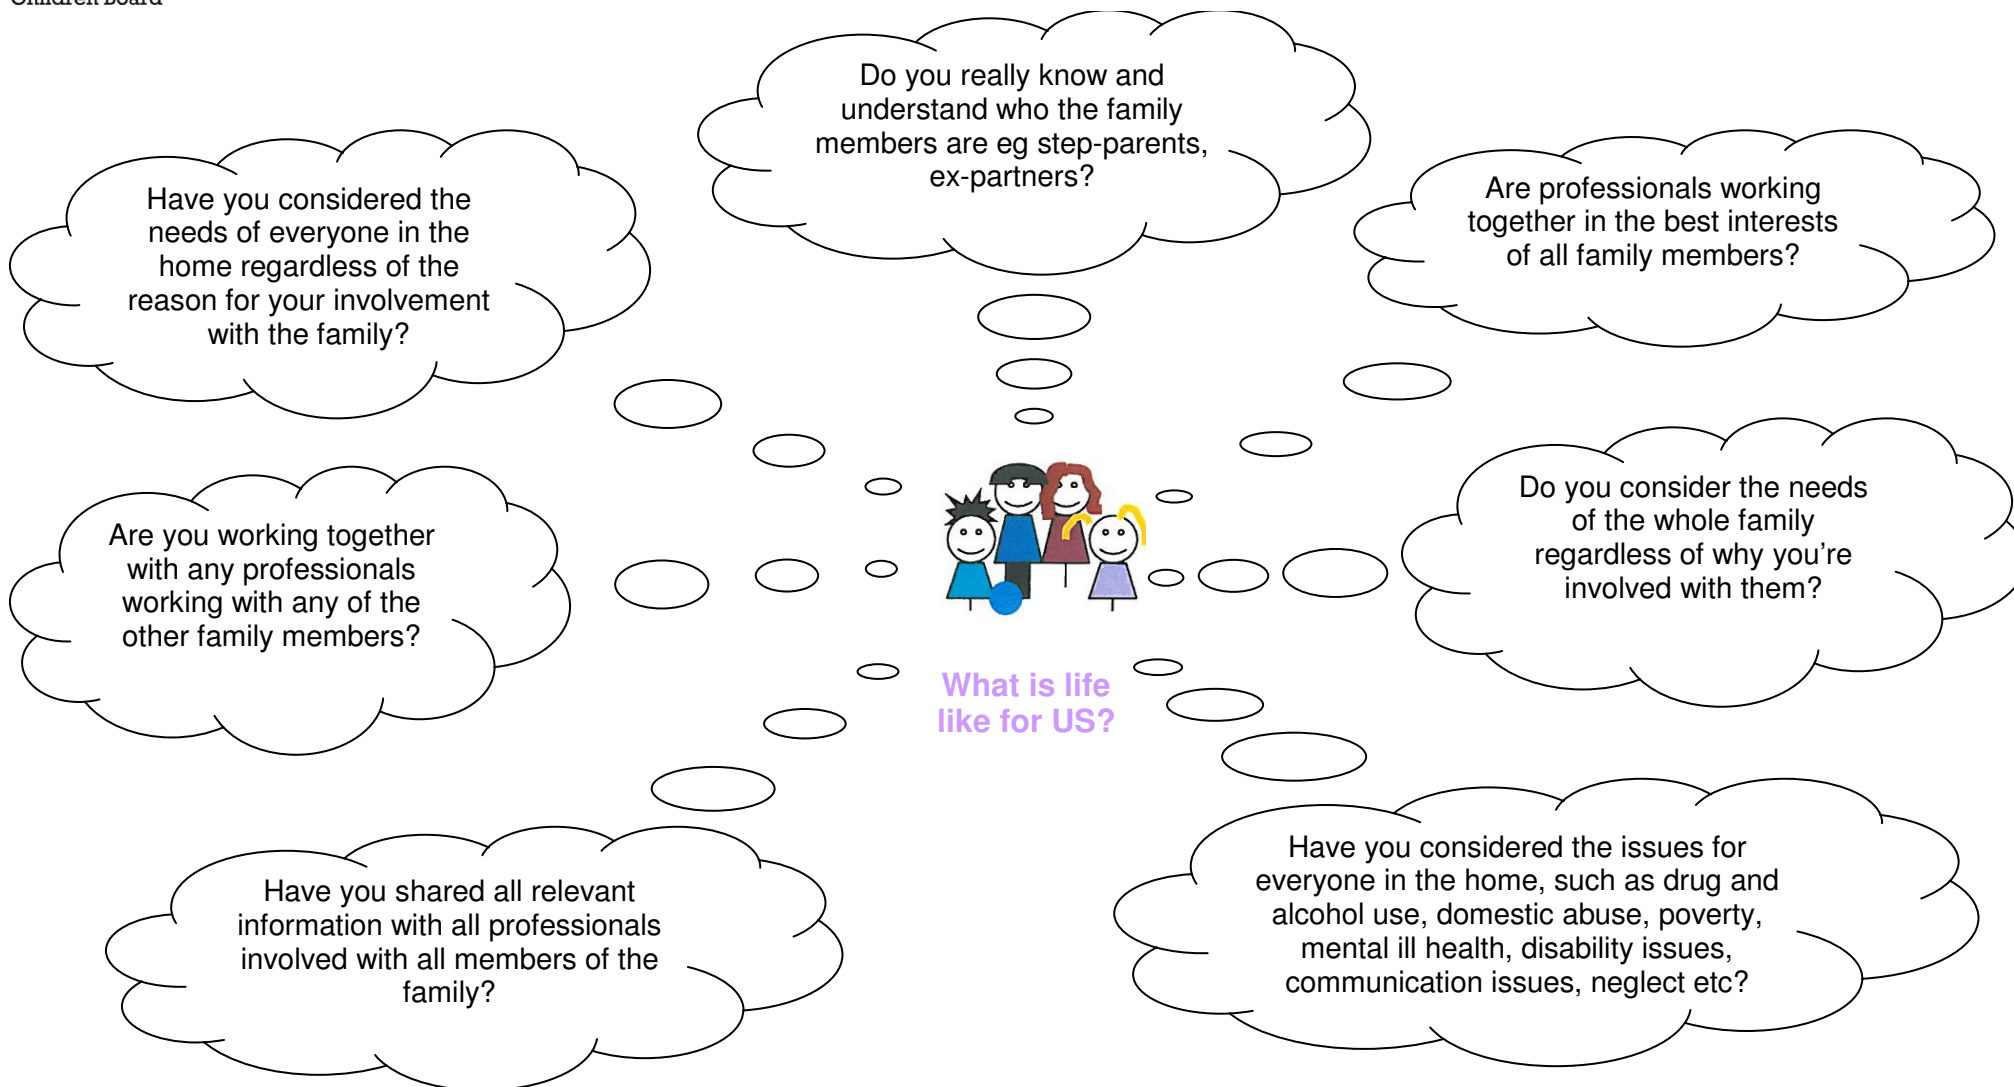 Children Board
Do you really know and
understand who the family
members are eg step-parents,
ex-partners?
Have you considered the
needs of everyone in the
home regardless of the
reason for your involvement
with the family?
Are professionals working
together in the best interests
of all family members?
Are you working together
with any professionals
working with any of the
other family members?
Do you consider the needs
of the whole family
regardless of why you’re
involved with them?
What is life
like for US?
Have you shared all relevant
information with all professionals
involved with all members of the
family?
Have you considered the issues for
everyone in the home, such as drug and
alcohol use, domestic abuse, poverty,
mental ill health, disability issues,
communication issues, neglect etc?